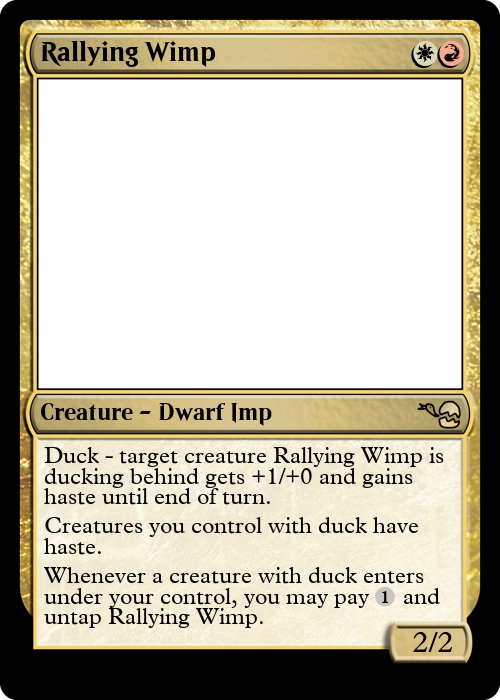 Rallying Wimp
Creature – Dwarf Imp
Duck - target creature Rallying Wimp is
ducking behind gets +1/+0 and gains
haste until end of turn.
Creatures you control with duck have
haste.
Whenever a creature with duck enters
under your control, you may pay 1 and
untap Rallying Wimp.
2/2